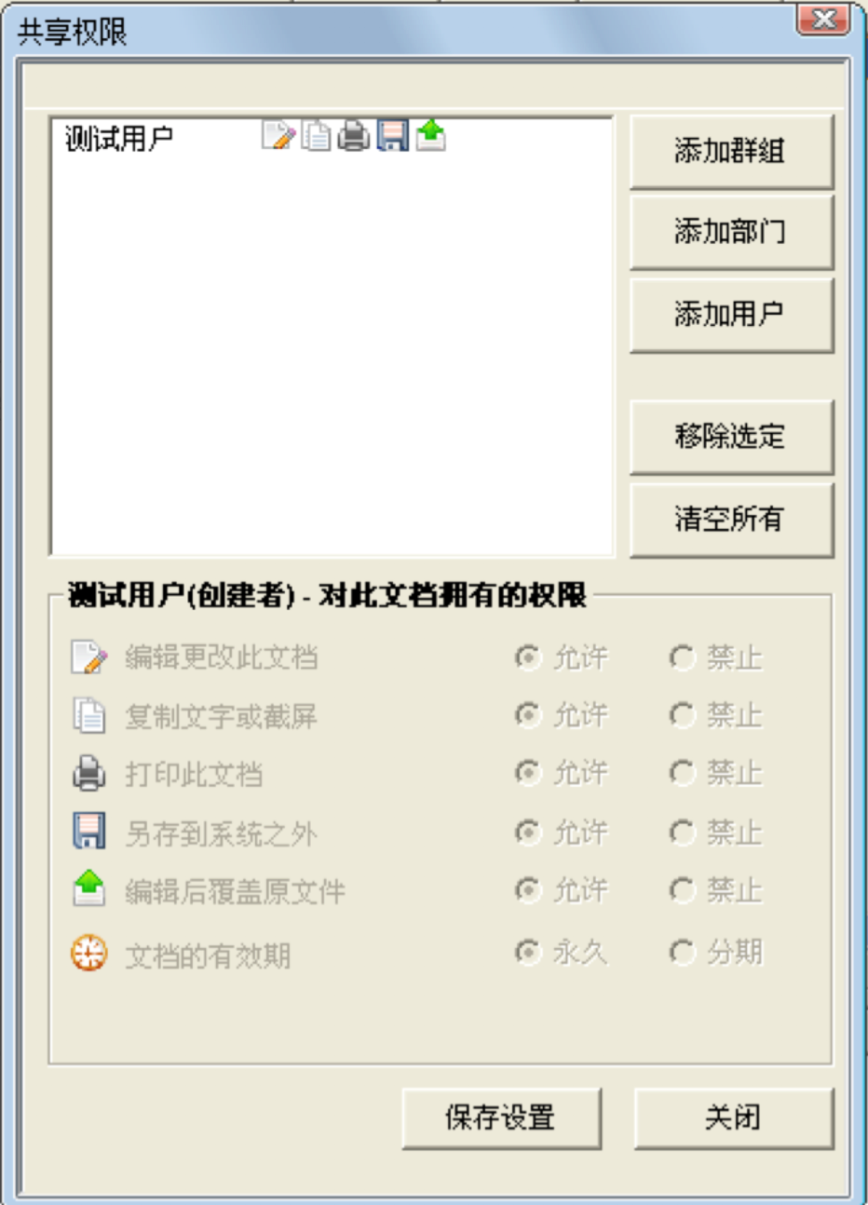 共享权限
测试用户
添加群组
添加部门
添加用户
移除选定
清空所有
测试用户(创建者) - 对此文档拥有的权限
编辑更改此文档 允许 禁止
复制文字或截屏 允许 禁止
打印此文档 允许 禁止
另存到系统之外 允许 禁止
编辑后覆盖原文件 允许 禁止
文档的有效期 永久 分期
保存设置 关闭